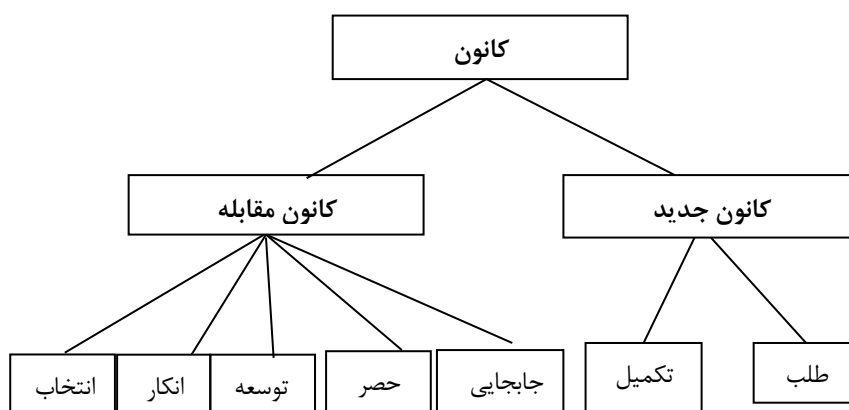 کانون
کانون جدید
کانون مقابله
طلب
تکمیل
جابجایی
حصر
توسعه
انکار
انتخاب